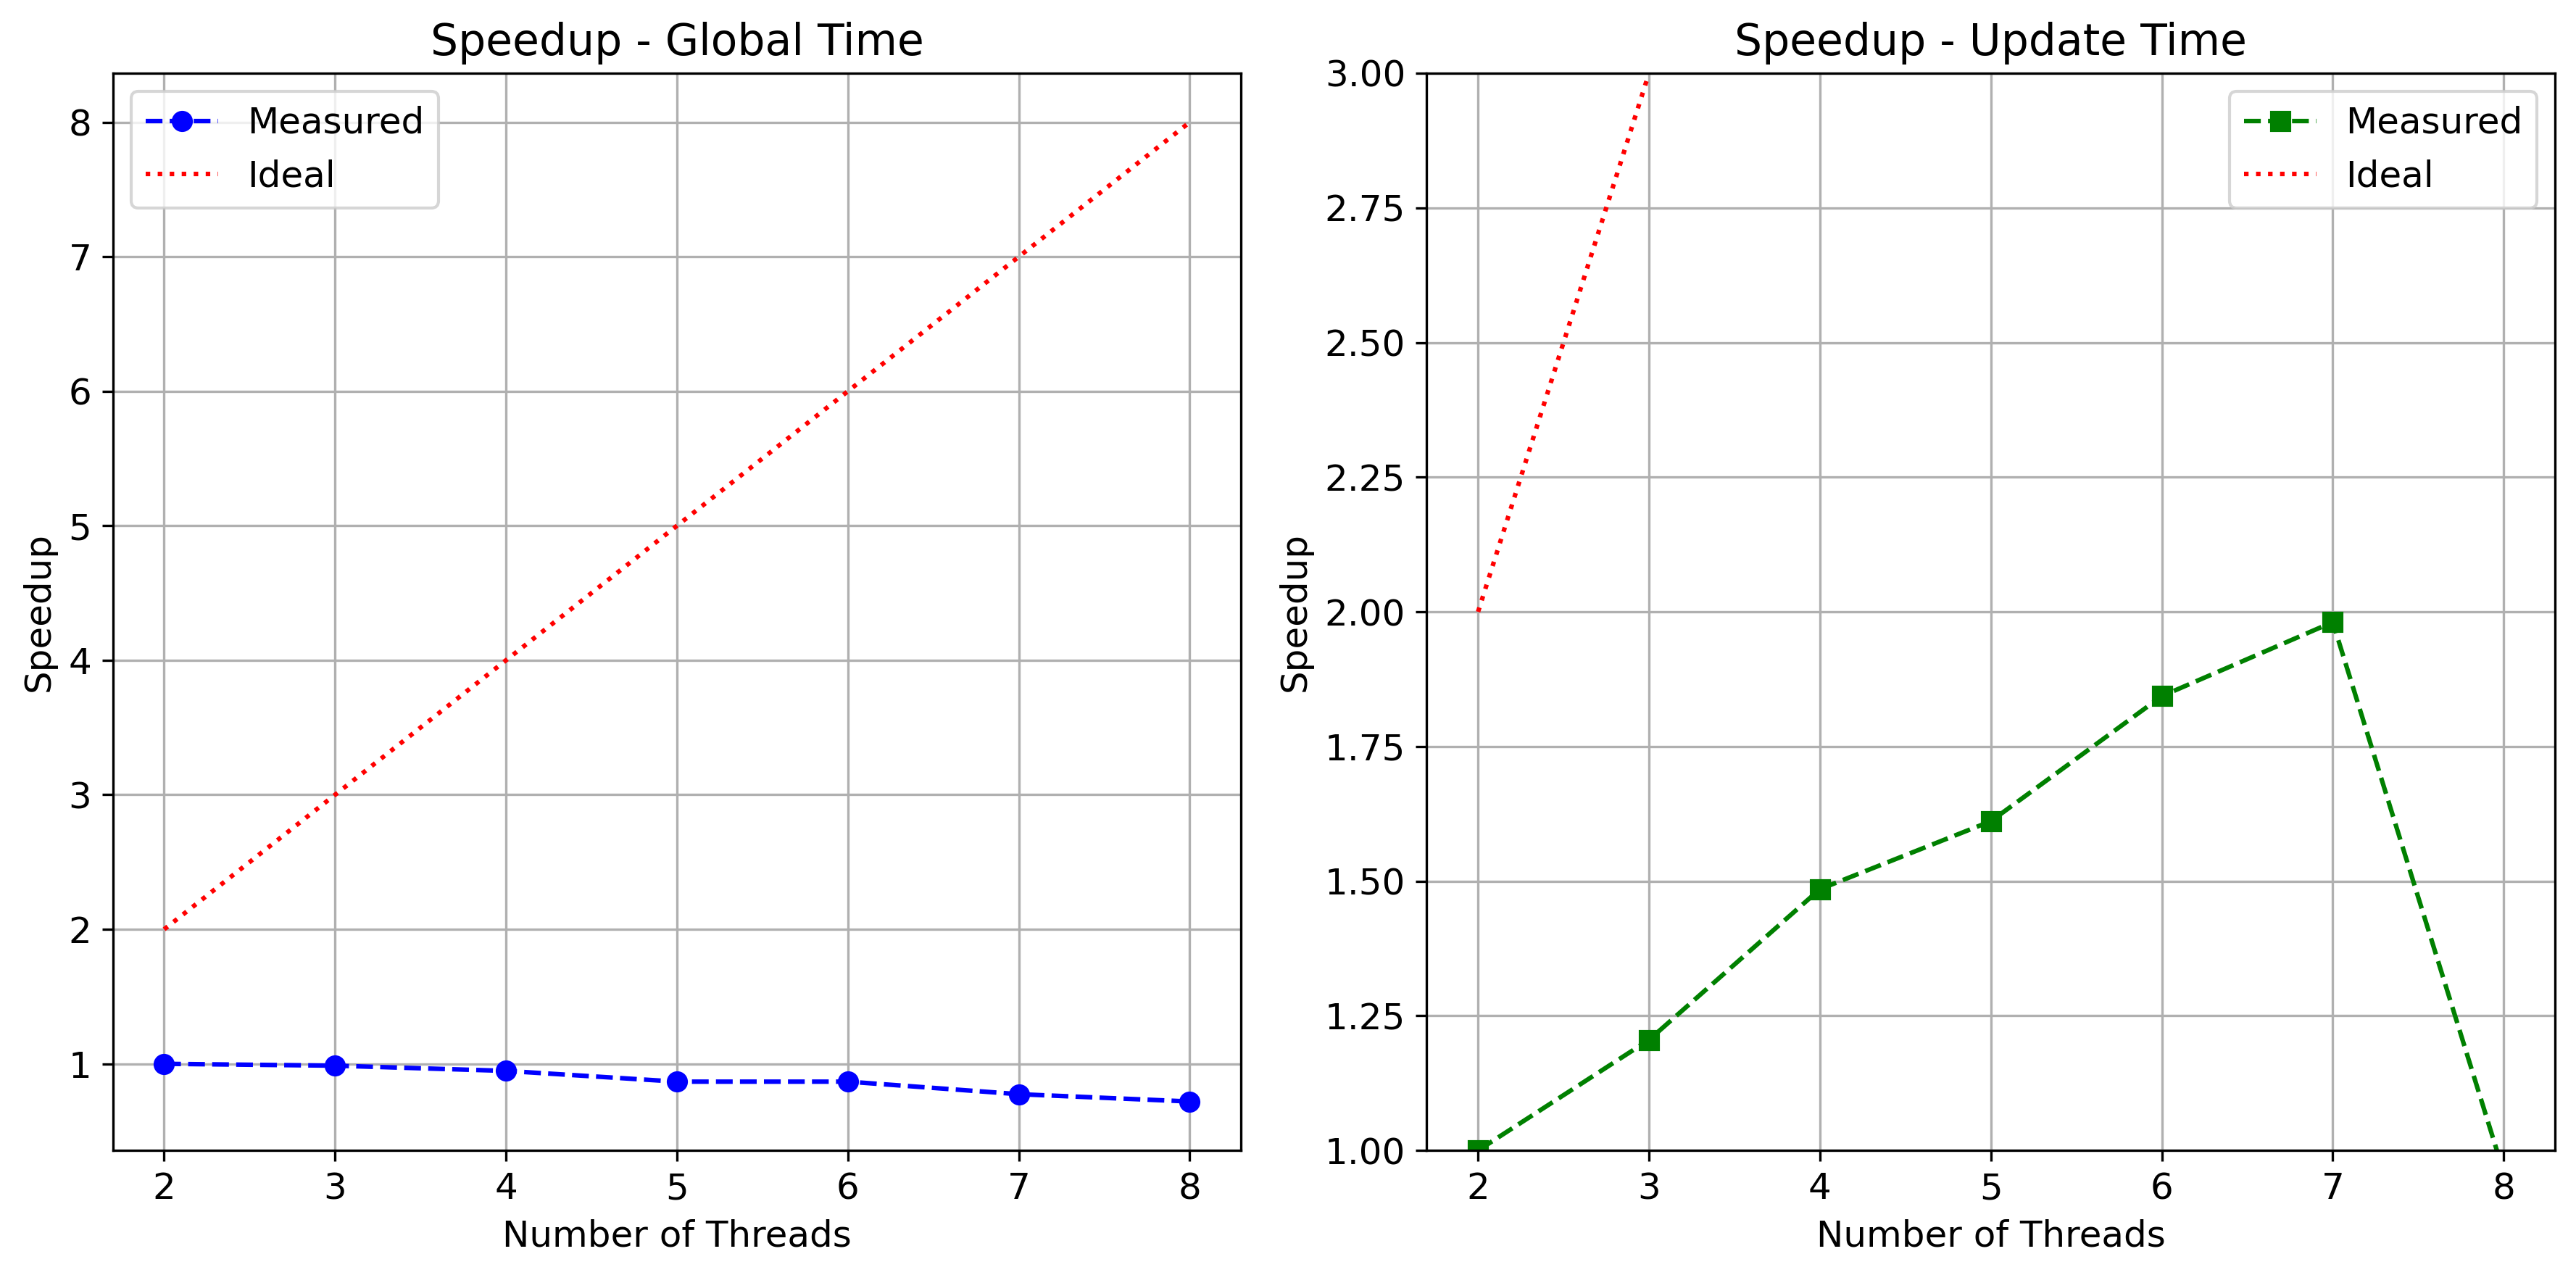 Speedup - Global Time
Measured
Ideal
8
7
6
5
4
3
2
1
Speedup
2 3 4 5 6 7 8
Number of Threads
Speedup - Update Time
Measured
Ideal
3.00
2.75
2.50
2.25
2.00
1.75
1.50
1.25
1.00
Speedup
2 3 4 5 6 7 8
Number of Threads